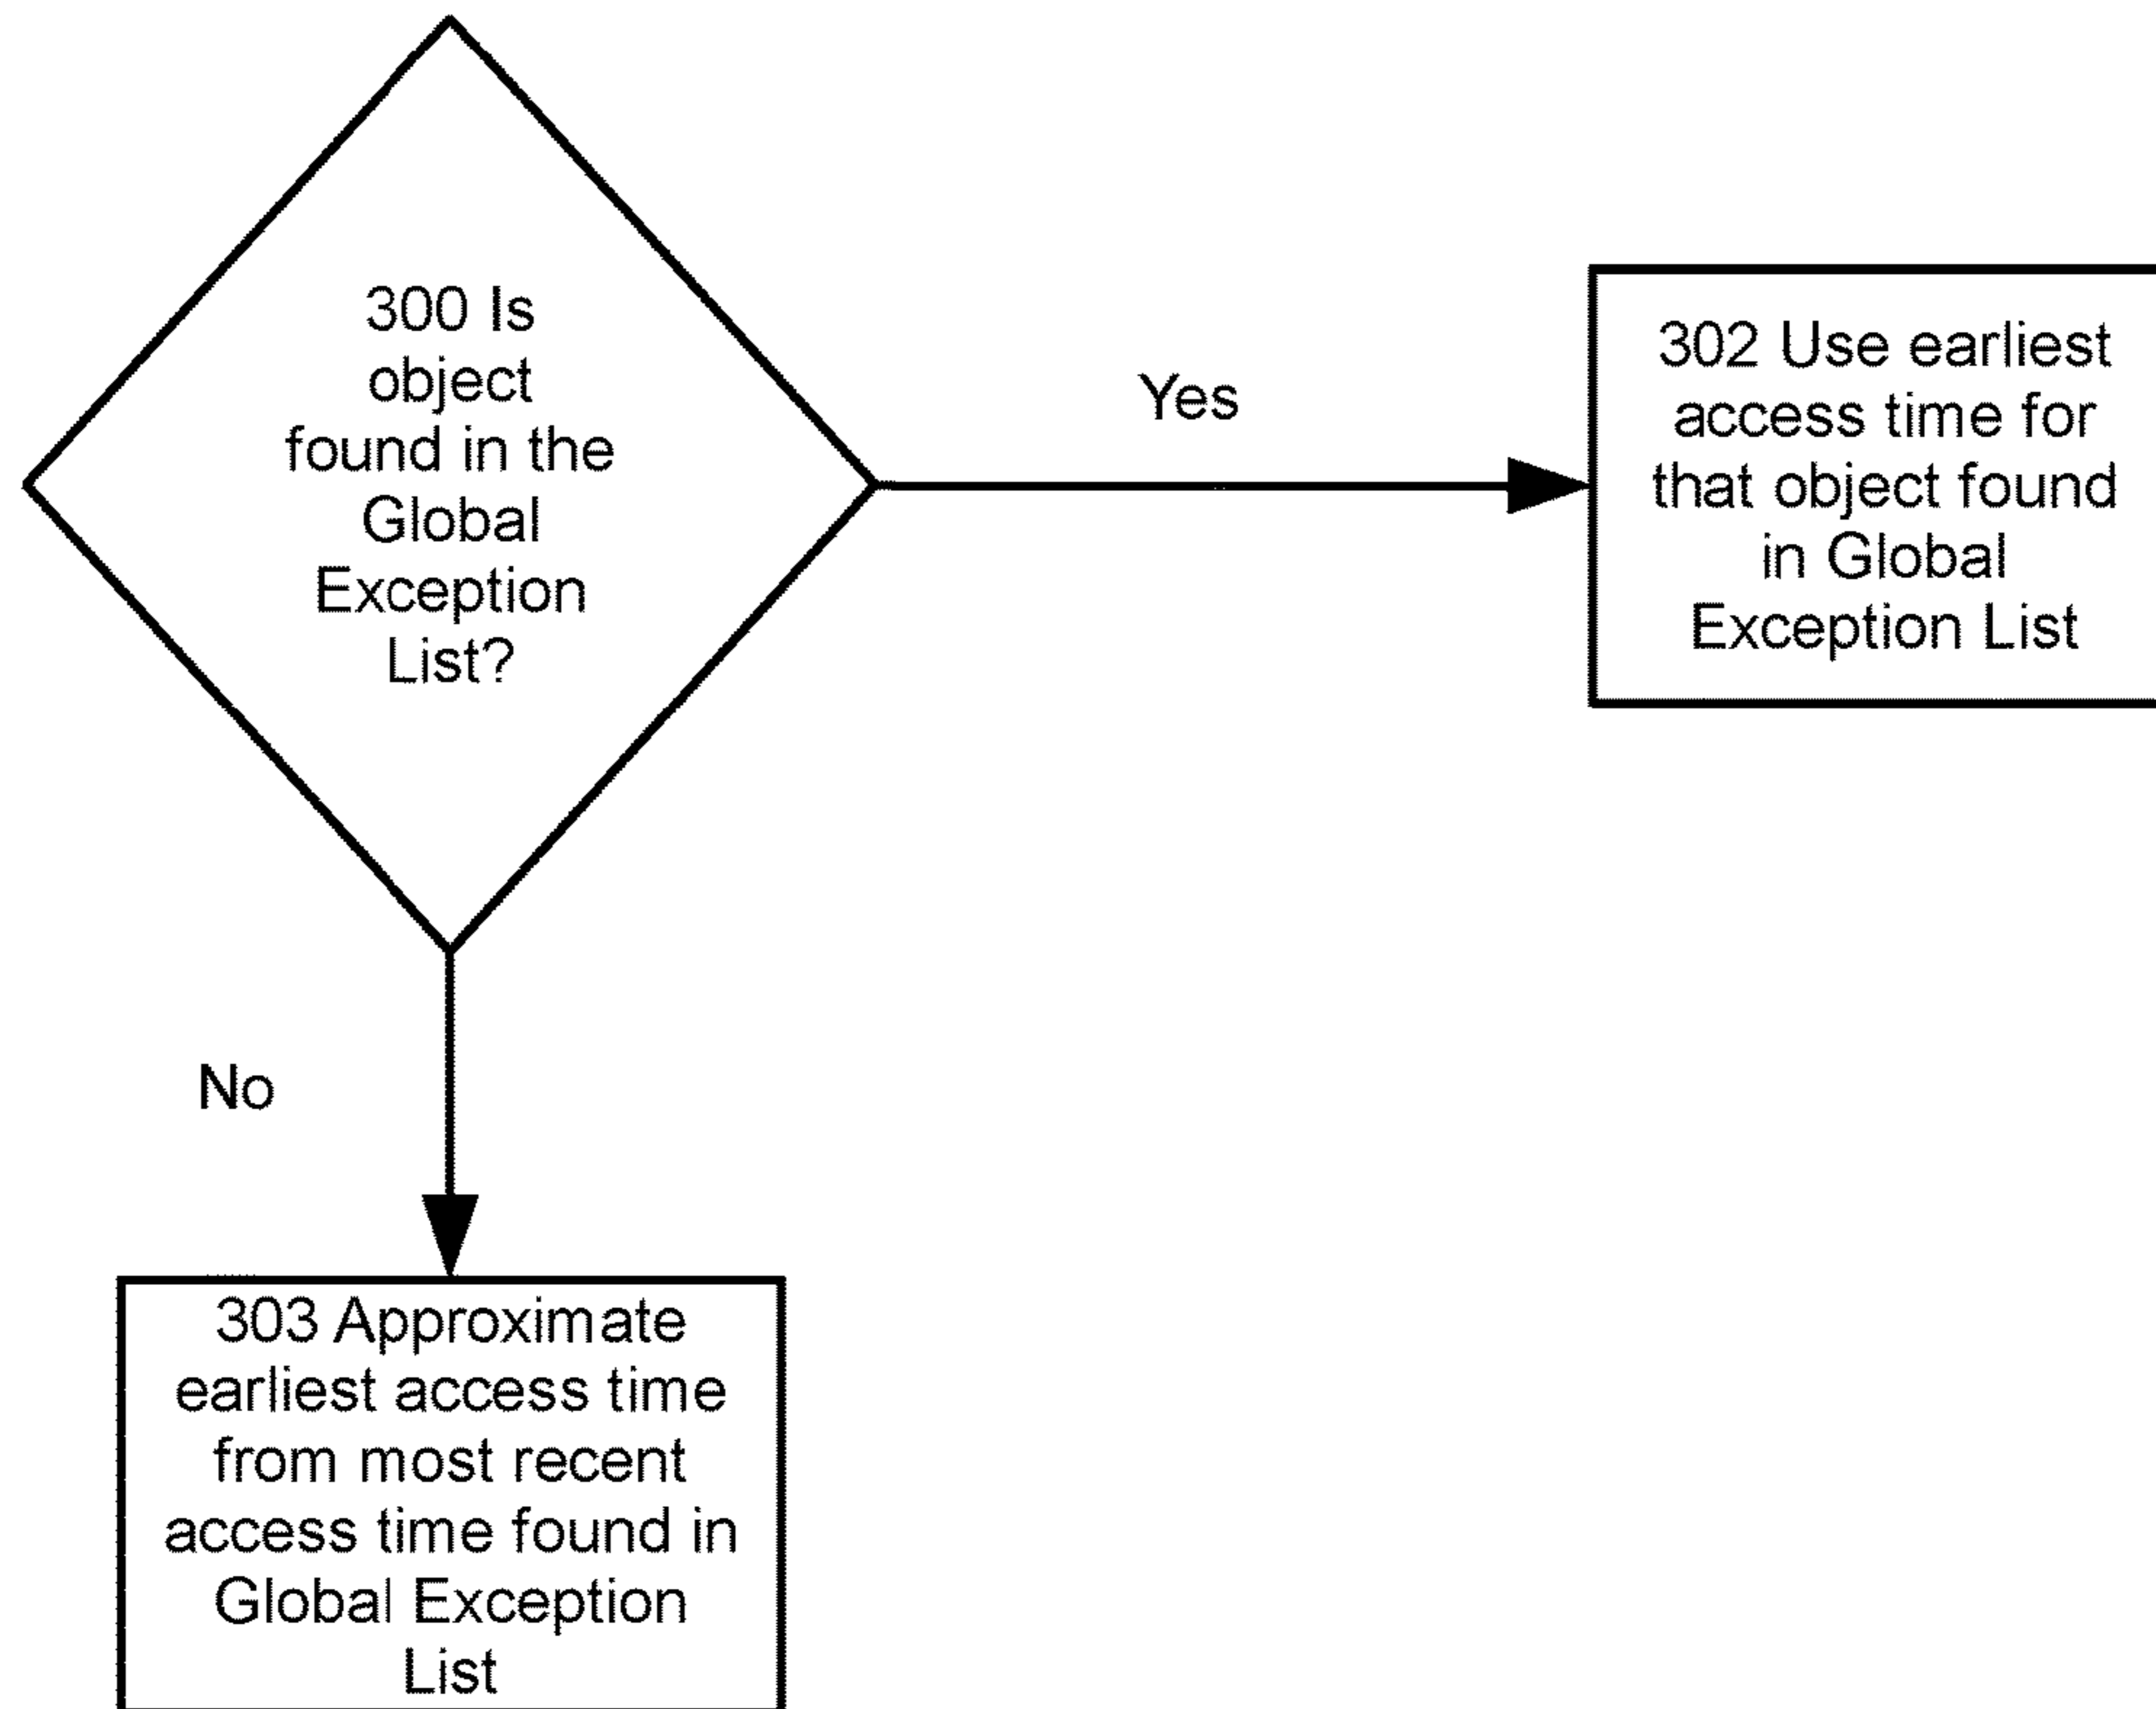 300 Is
object
found in the
Global
Exception
List?
Yes
302 Use earliest
access time for
that object found
in Global
Exception List
No
303 Approximate
earliest access time
from most recent
access time found in
Global Exception
List